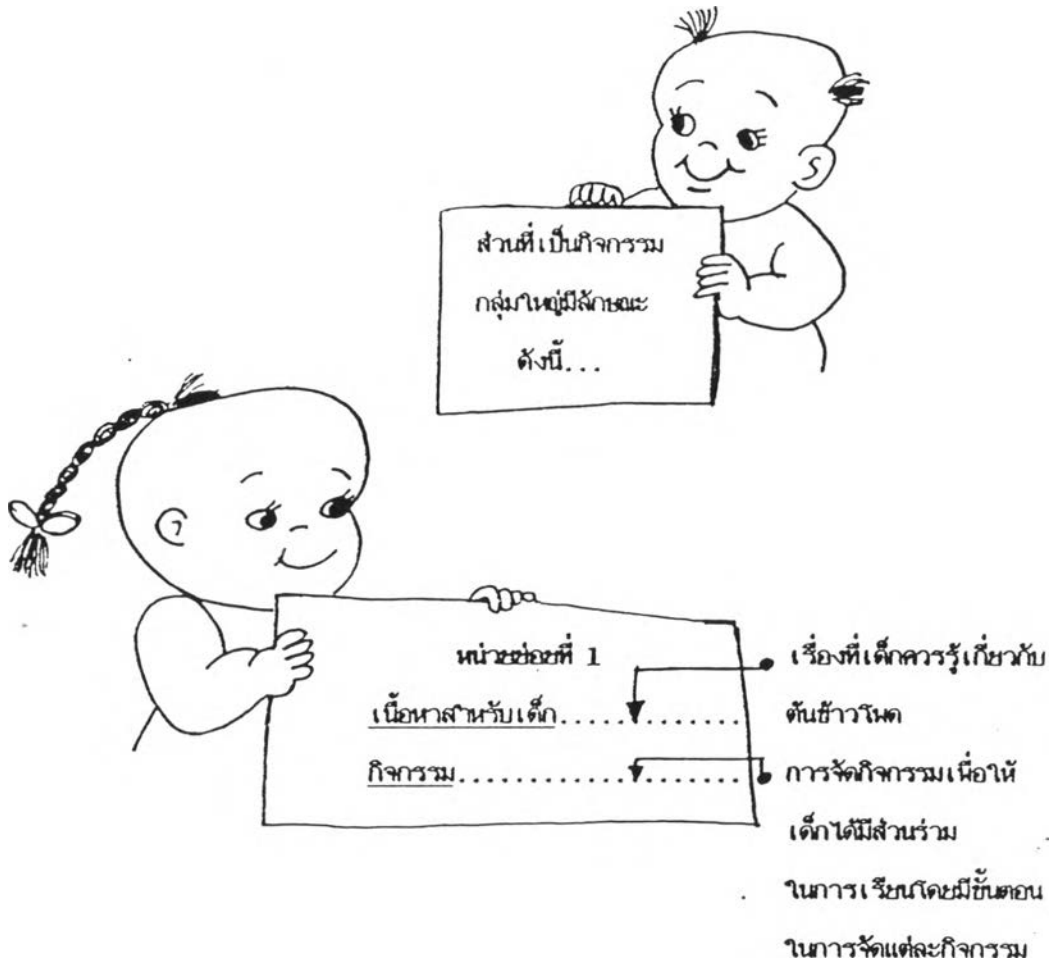 ส่วนที่เป็นกิจกรรม
กลุ่มใหญ่มีลักษณะ
ดังนี้...
หน่วยย่อยที่ 1
เนื้อหาสำหรับเด็ก..................
กิจกรรม..........................
เรื่องที่เด็กควรรู้เกี่ยวกับ
ต้นข้าวโพด
การจัดกิจกรรมเพื่อให้
เด็กได้มีส่วนร่วม
ในการเรียนโดยมีขั้นตอน
ในการจัดแต่ละกิจกรรม